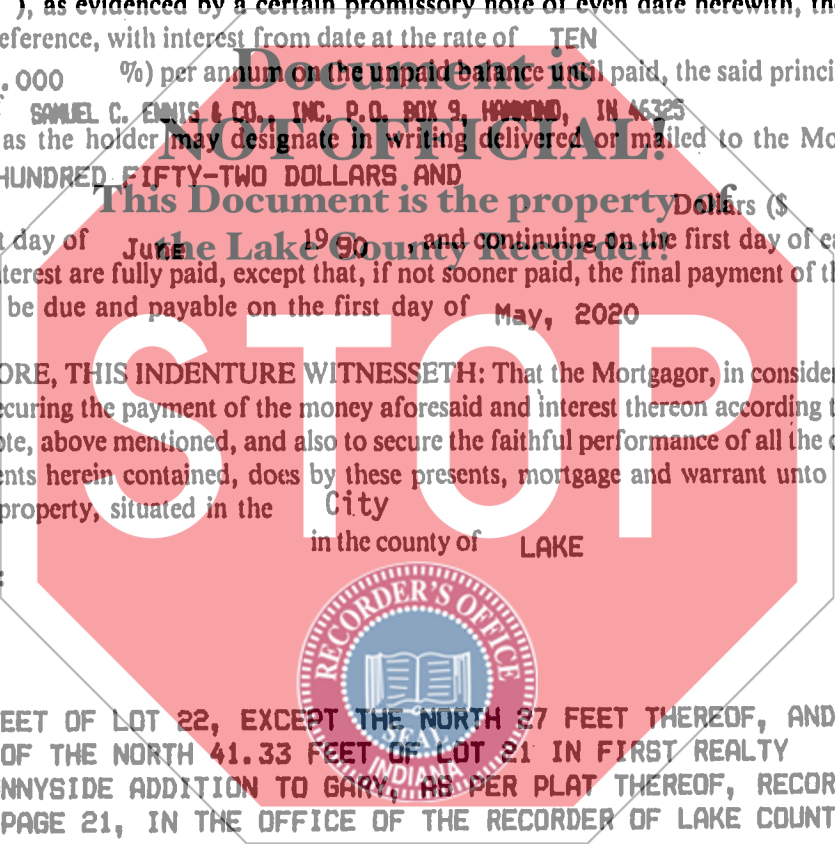 ), as evidenced by a certain promissory note of even date herewith, the
eference, with interest from date at the rate of TEN
.000 %) per annum on the unpaid balance until paid, the said princi
Document is
SAMUEL C. ENNIS & CO., INC, P.O. BOX 9, HAMMOND, IN 46325
as the holder may designate in writing delivered or mailed to the Mo
NOT OFFICIAL!
HUNDRED FIFTY-TWO DOLLARS AND
This Document is the property of
Dollars ($
t day of June 1990 , and continuing on the first day of ea
the Lake County Recorder!
nterest are fully paid, except that, if not sooner paid, the final payment of th
be due and payable on the first day of May, 2020
STOP
ORE, THIS INDENTURE WITNESSETH: That the Mortgagor, in consider
ecuring the payment of the money aforesaid and interest thereon according t
ote, above mentioned, and also to secure the faithful performance of all the c
ents herein contained, does by these presents, mortgage and warrant unto
property, situated in the City
in the county of LAKE
:
RECORDER'S OFFICE
SEAL
INDIANA
EET OF LOT 22, EXCEPT THE NORTH 27 FEET THEREOF, AND
OF THE NORTH 41.33 FEET OF LOT 21 IN FIRST REALTY
NNYSIDE ADDITION TO GARY, AS PER PLAT THEREOF, RECOR
PAGE 21, IN THE OFFICE OF THE RECORDER OF LAKE COUNT